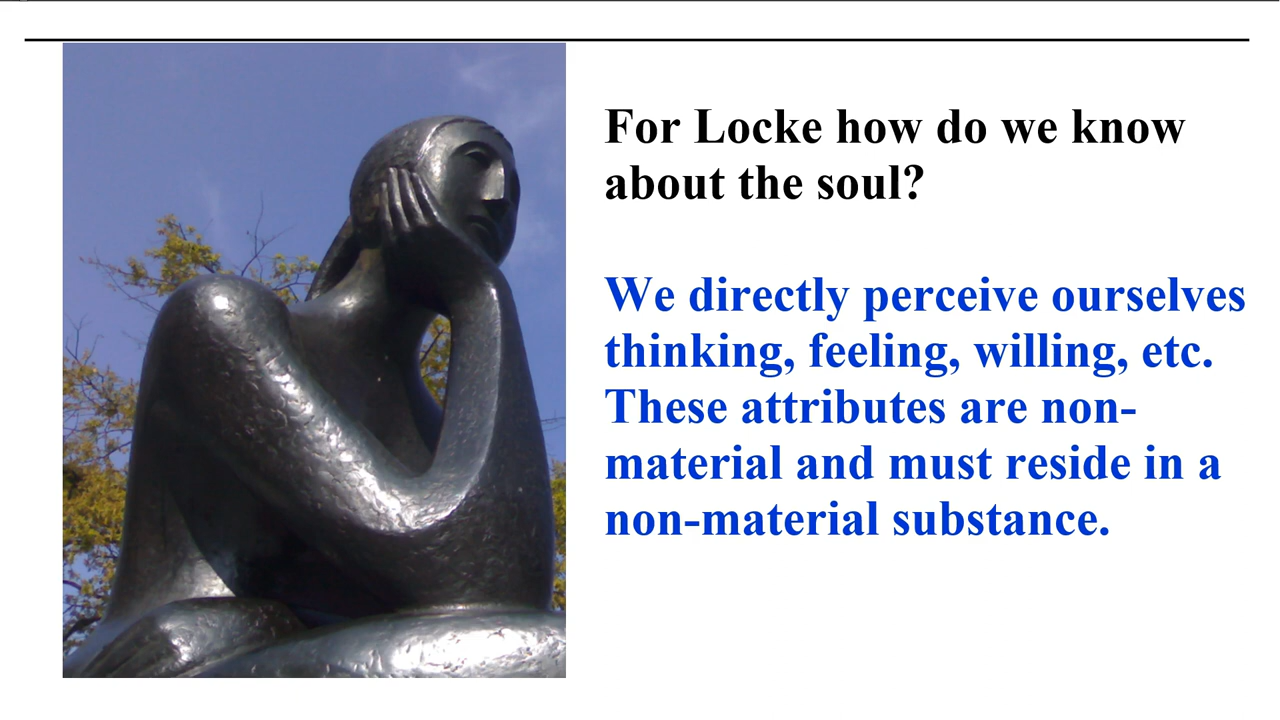 For Locke how do we know
about the soul?
We directly perceive ourselves
thinking, feeling, willing, etc.
These attributes are non-
material and must reside in a
non-material substance.